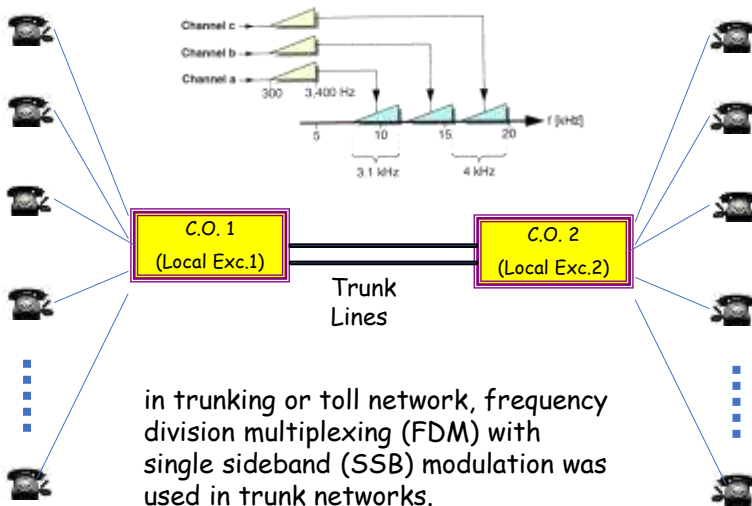 Channel c
Channel b
Channel a
300 3,400 Hz
f [kHz]
5 10 15 20
3.1 kHz 4 kHz
C.O. 1
(Local Exc.1)
C.O. 2
(Local Exc.2)
Trunk
Lines
in trunking or toll network, frequency
division multiplexing (FDM) with
single sideband (SSB) modulation was
used in trunk networks.